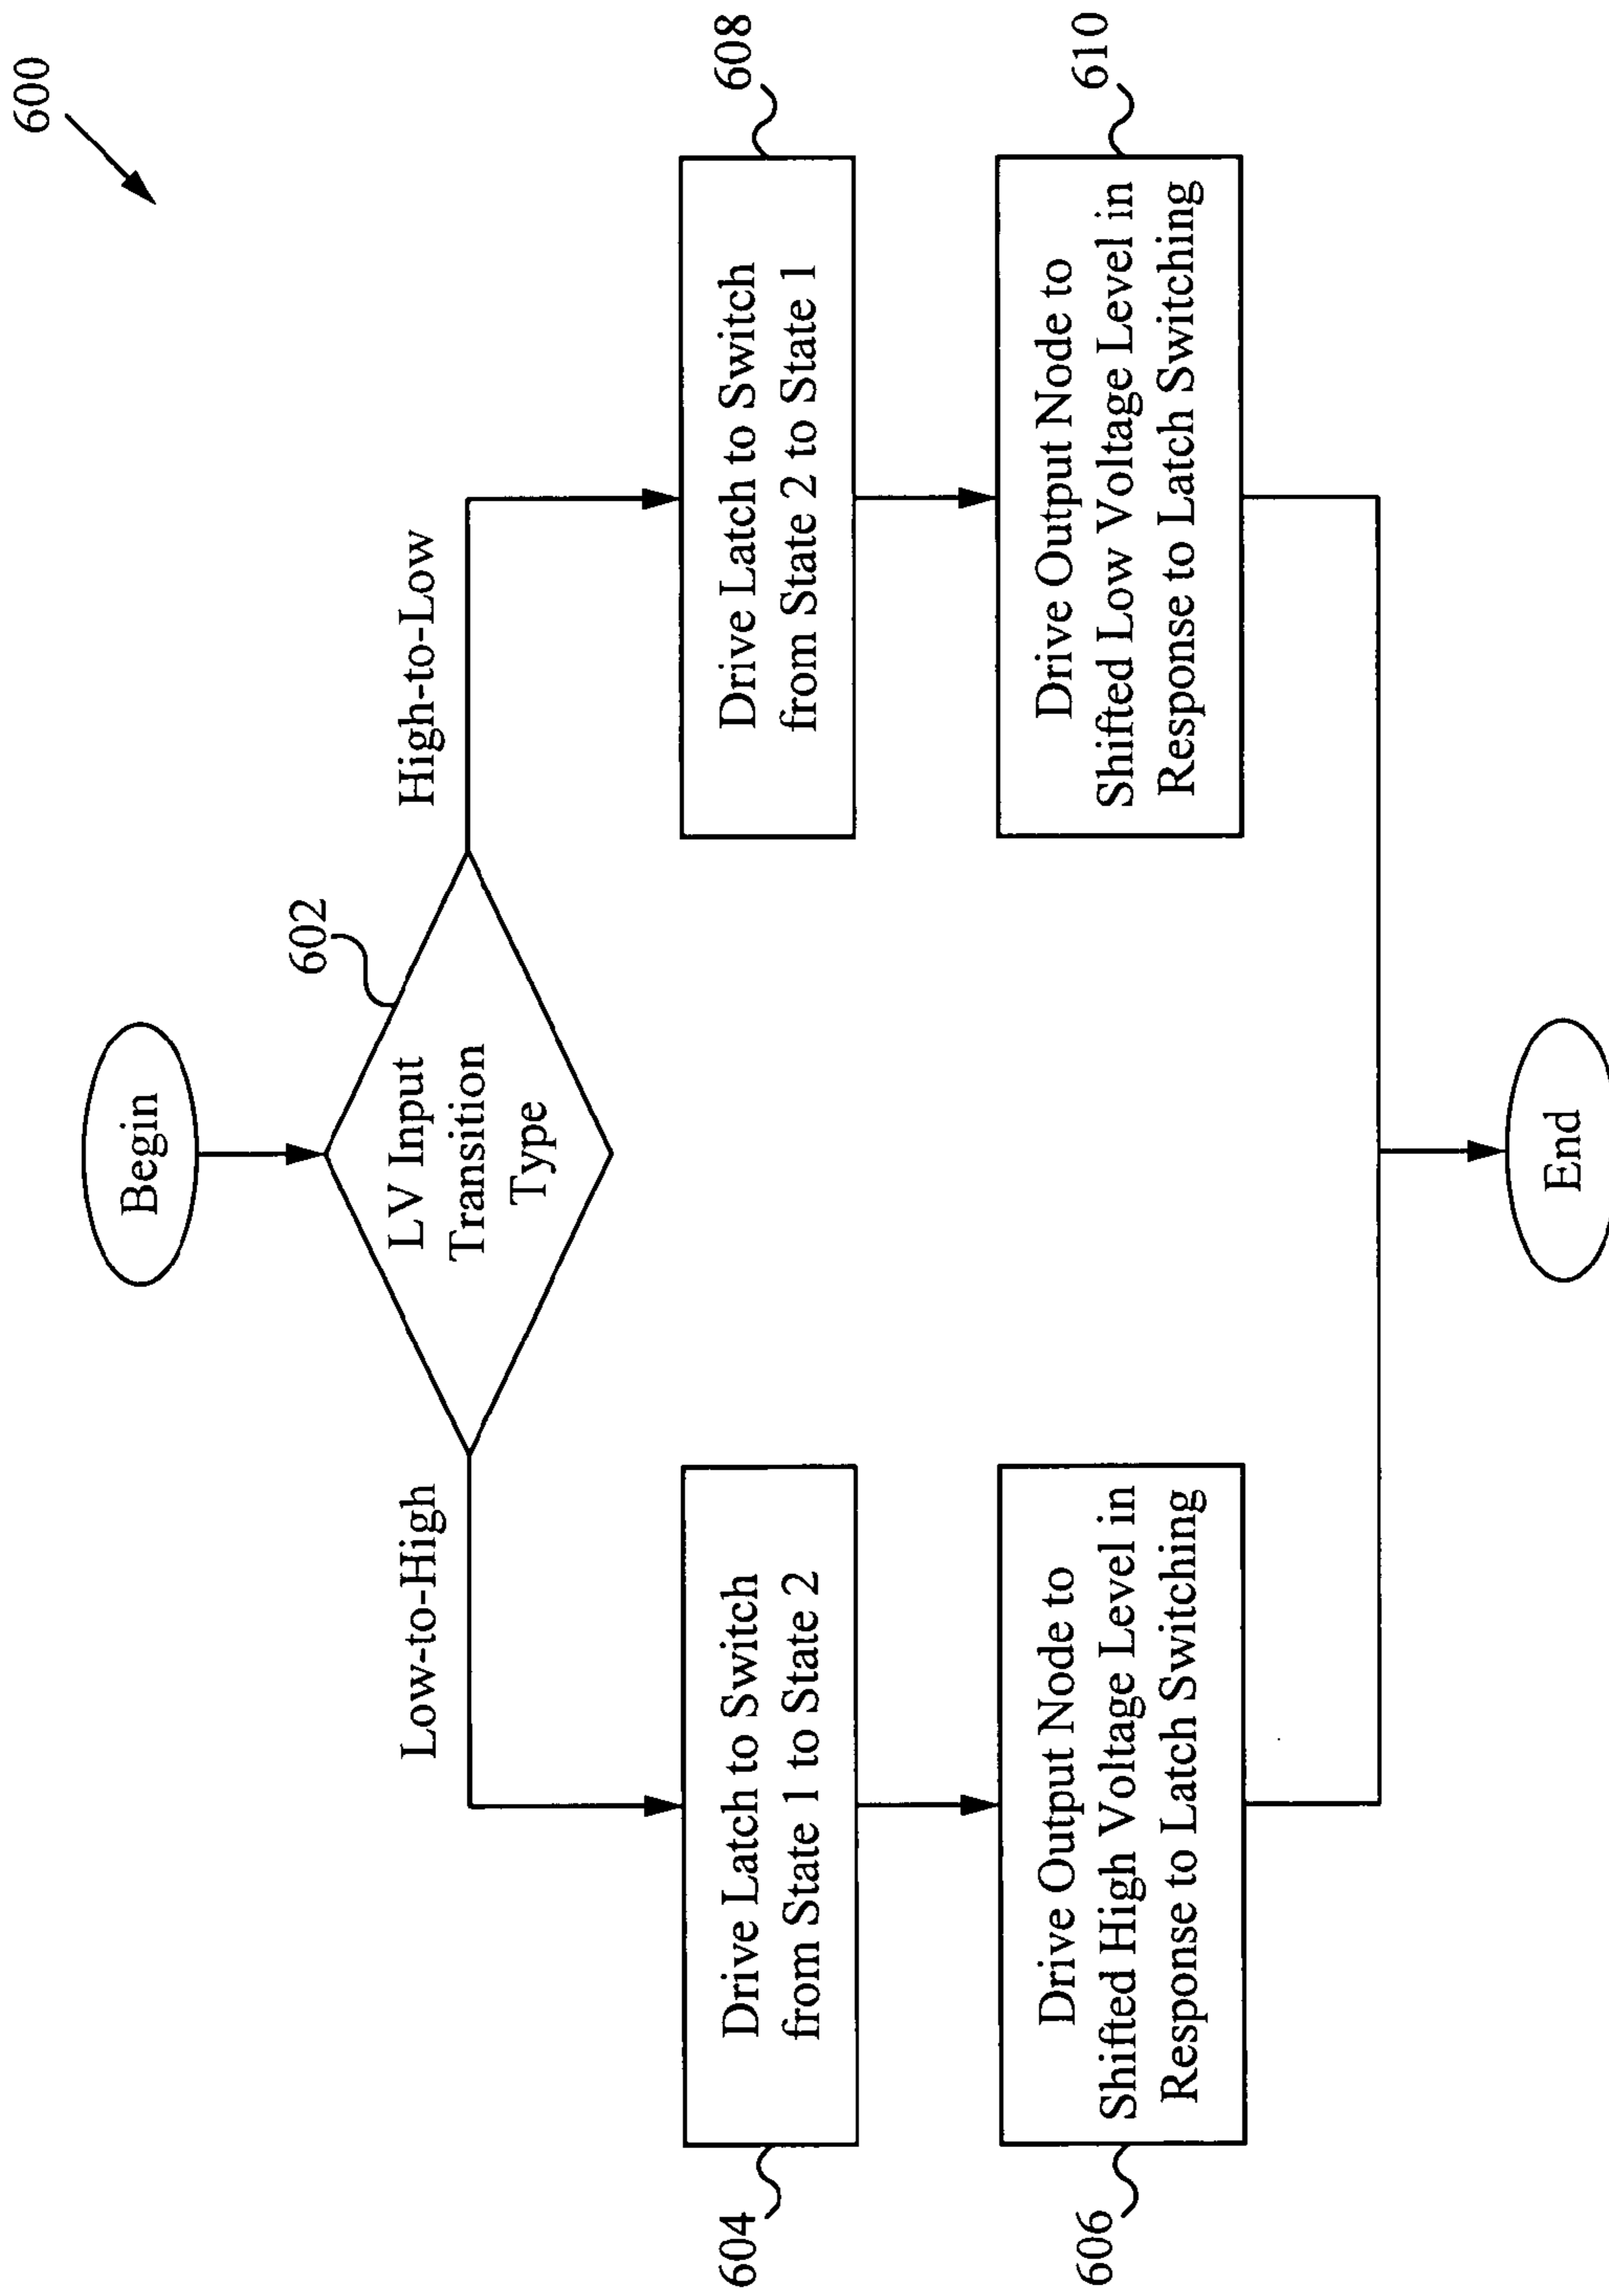 600
Begin
602
LV Input
Transition
Type
Low-to-High
High-to-Low
604
Drive Latch to Switch
from State 1 to State 2
608
Drive Latch to Switch
from State 2 to State 1
606
Drive Output Node to
Shifted High Voltage Level in
Response to Latch Switching
610
Drive Output Node to
Shifted Low Voltage Level in
Response to Latch Switching
End